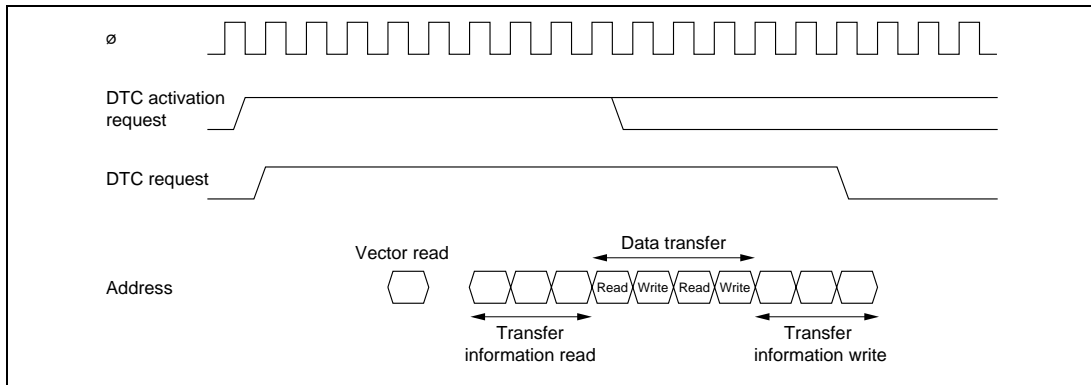 ø
DTC activation
request
DTC request
Vector read
Data transfer
Address
Read Write Read Write
Transfer
information read
Transfer
information write